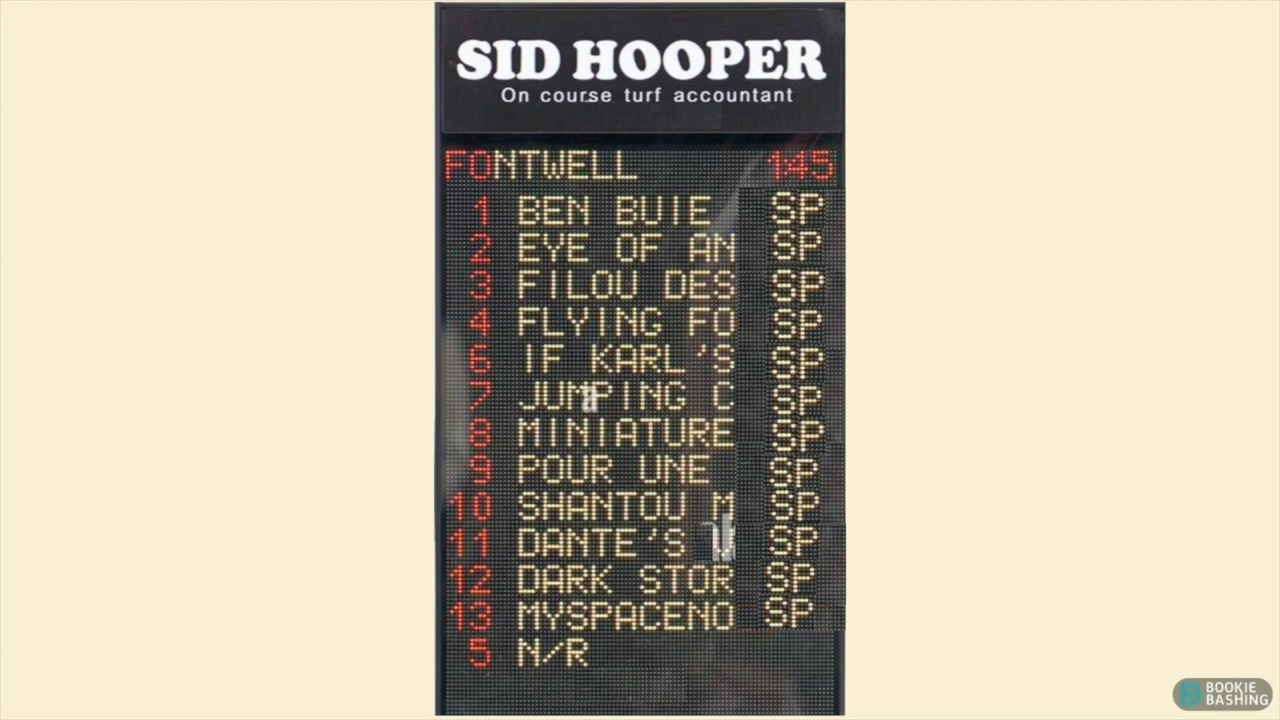 SID HOOPER
On course turf accountant
FONTWELL 1:45
1 BEN BUIE SP
2 EYE OF AN SP
3 FILOU DES SP
4 FLYING FO SP
6 IF KARL'S SP
7 JUMPING C SP
8 MINIATURE SP
9 POUR UNE SP
10 SHANTOU M SP
11 DANTE'S SP
12 DARK STOR SP
13 MYSPACENO SP
5 N/R
BOOKIE
BASHING